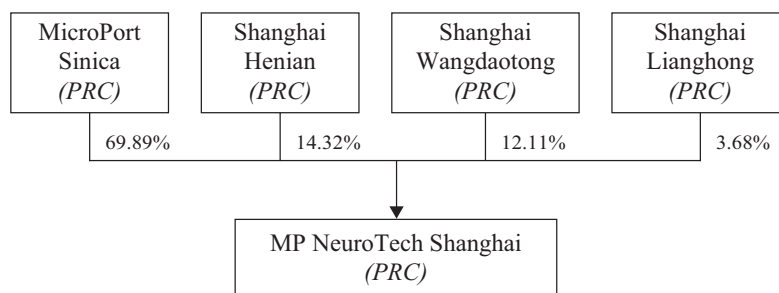 MicroPort
Sinica
(PRC)
Shanghai
Henian
(PRC)
Shanghai
Wangdaotong
(PRC)
Shanghai
Lianghong
(PRC)
69.89%
14.32%
12.11%
3.68%
MP NeuroTech Shanghai
(PRC)